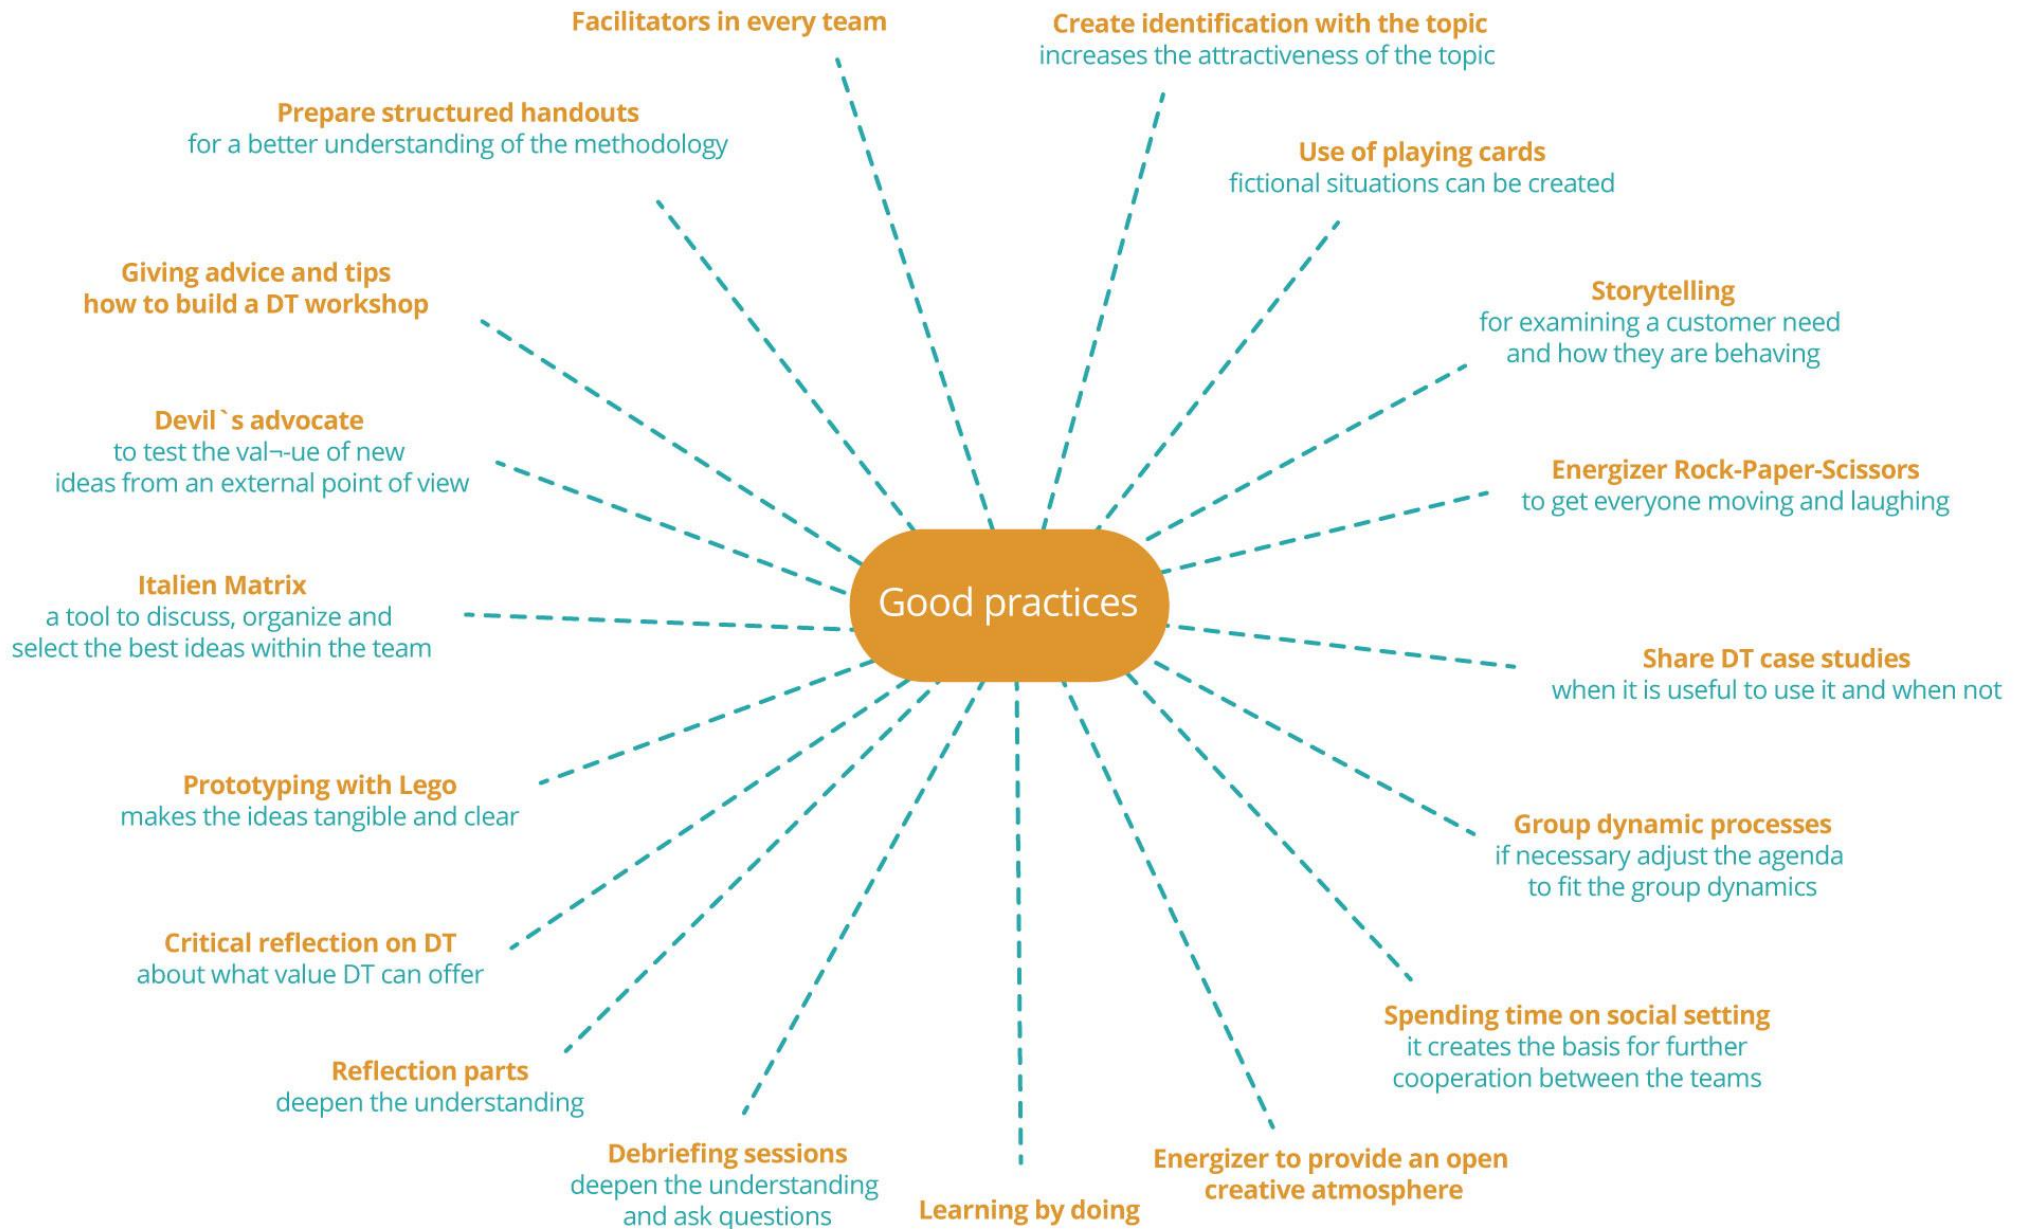 Facilitators in every team
Create identification with the topic
increases the attractiveness of the topic
Prepare structured handouts
for a better understanding of the methodology
Use of playing cards
fictional situations can be created
Giving advice and tips
how to build a DT workshop
Storytelling
for examining a customer need
and how they are behaving
Devil`s advocate
to test the val¬-ue of new
ideas from an external point of view
Energizer Rock-Paper-Scissors
to get everyone moving and laughing
Good practices
Italien Matrix
a tool to discuss, organize and
select the best ideas within the team
Share DT case studies
when it is useful to use it and when not
Prototyping with Lego
makes the ideas tangible and clear
Group dynamic processes
if necessary adjust the agenda
to fit the group dynamics
Critical reflection on DT
about what value DT can offer
Spending time on social setting
it creates the basis for further
cooperation between the teams
Reflection parts
deepen the understanding
Debriefing sessions
deepen the understanding
and ask questions
Learning by doing
Energizer to provide an open
creative atmosphere